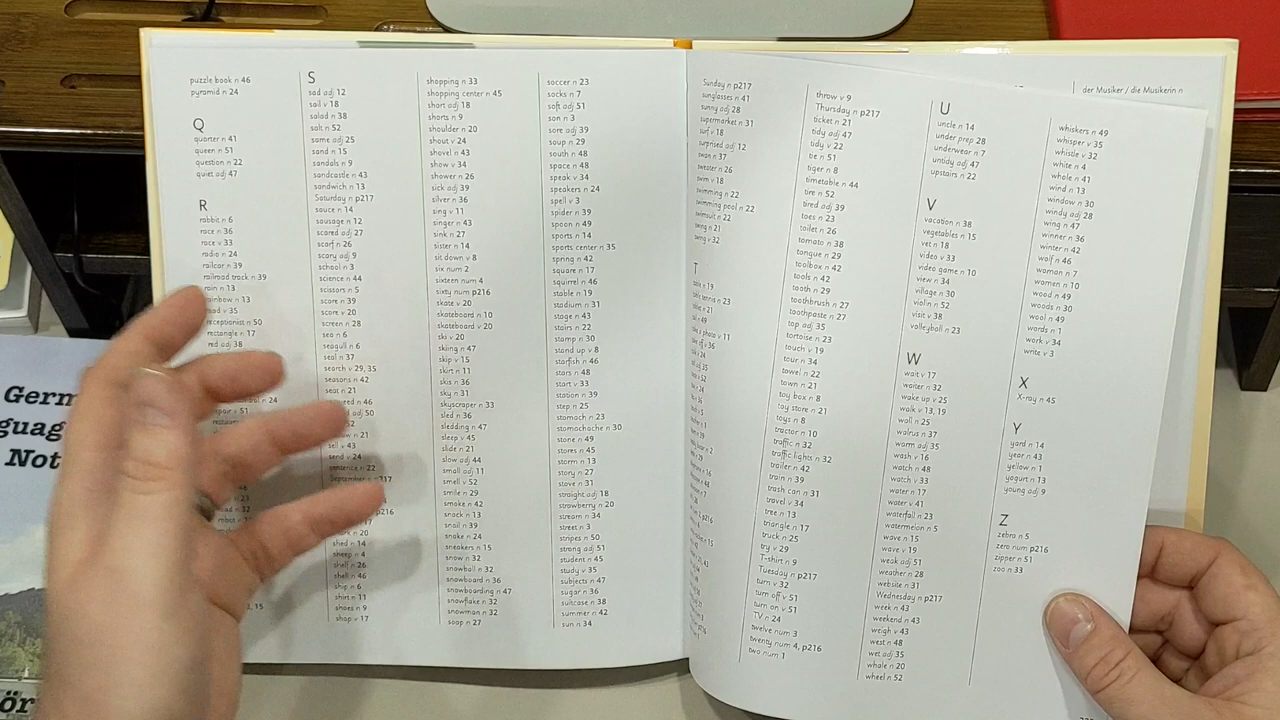 puzzle book n 46
pyramid n 24
Q
quarter n 41
queen n 51
question n 22
quiet adj 47
R
rabbit n 6
race n 36
race v 33
radio n 24
railcar n 39
railroad track n 39
rain n 13
rainbow n 13
read v 35
receptionist n 50
rectangle n 17
red adj 38
S
sad adj 12
sail v 18
salad n 38
salt n 52
same adj 25
sand n 15
sandals n 9
sandcastle n 43
sandwich n 13
Saturday n p217
sauce n 14
sausage n 12
scared adj 27
scarf n 26
scary adj 9
school n 3
science n 44
scissors n 5
score n 39
score v 20
screen n 28
sea n 6
seagull n 6
seal n 37
search v 29, 35
seasons n 42
seat n 21
sell v 43
send v 24
sentence n 22
September n p217
shed n 14
sheep n 4
shelf n 26
shell n 46
ship n 6
shirt n 11
shoes n 9
shop v 17
shopping n 33
shopping center n 45
short adj 18
shorts n 9
shoulder n 20
shout v 24
shovel n 43
show v 34
shower n 26
sick adj 39
silver n 36
sing v 11
singer n 43
sink n 27
sister n 14
sit down v 8
six num 2
sixteen num 4
sixty num p216
skate v 20
skateboard n 10
skateboard v 20
ski v 20
skiing n 47
skip v 15
skirt n 11
skis n 36
sky n 31
skyscraper n 33
sled n 36
sledding n 47
sleep v 45
slide n 21
slow adj 44
small adj 11
smell v 52
smile n 29
smoke n 42
snack n 13
snail n 39
snake n 24
sneakers n 15
snow n 32
snowball n 32
snowboard n 36
snowboarding n 47
snowflake n 32
snowman n 32
soap n 27
soccer n 23
socks n 7
soft adj 51
son n 3
sore adj 39
soup n 29
south n 48
space n 48
speak v 34
speakers n 24
spell v 3
spider n 39
spoon n 49
sports n 14
sports center n 35
spring n 42
square n 17
squirrel n 46
stable n 19
stadium n 31
stage n 43
stairs n 22
stamp n 30
stand up v 8
starfish n 46
stars n 48
start v 33
station n 39
step n 25
stomach n 23
stomachache n 30
stone n 49
stores n 45
storm n 13
story n 27
stove n 31
straight adj 18
strawberry n 20
stream n 34
street n 3
stripes n 50
strong adj 51
student n 45
study v 35
subjects n 47
sugar n 36
suitcase n 38
summer n 42
sun n 34
Sunday n p217
sunglasses n 41
sunny adj 28
supermarket n 31
surf v 18
surprised adj 12
swan n 37
sweater n 26
swim v 18
swimming n 22
swimming pool n 22
swimsuit n 22
swing n 21
swing v 32
T
throw v 9
Thursday n p217
ticket n 21
tidy adj 47
tidy v 22
tie n 51
tiger n 8
timetable n 44
tire n 52
tired adj 39
toes n 23
toilet n 26
tomato n 38
tongue n 29
toolbox n 42
tools n 42
tooth n 29
toothbrush n 27
toothpaste n 27
top adj 35
tortoise n 23
touch v 19
tour n 34
towel n 22
town n 21
toy box n 8
toy store n 21
toys n 8
tractor n 10
traffic n 32
traffic lights n 32
trailer n 42
train n 39
trash can n 31
travel v 34
tree n 13
triangle n 17
truck n 25
try v 29
T-shirt n 9
Tuesday n p217
turn v 32
turn off v 51
turn on v 51
TV n 24
twelve num 3
twenty num 4, p216
two num 1
U
uncle n 14
under prep 28
underwear n 7
untidy adj 47
upstairs n 22
V
vacation n 38
vegetables n 15
vet n 18
video v 33
video game n 10
view n 34
village n 30
violin n 52
visit v 38
volleyball n 23
W
wait v 17
waiter n 32
wake up v 25
walk v 13, 19
wall n 25
walrus n 37
warm adj 35
wash v 16
watch n 48
watch v 33
water n 17
water v 41
waterfall n 23
watermelon n 5
wave n 15
wave v 19
weak adj 51
weather n 28
website n 31
Wednesday n p217
week n 43
weekend n 43
weigh v 43
west n 48
wet adj 35
whale n 20
wheel n 52
whiskers n 49
whisper v 35
whistle v 32
white n 4
whole n 41
wind n 13
window n 30
windy adj 28
wing n 47
winner n 36
winter n 42
wolf n 46
woman n 7
women n 10
wood n 49
woods n 30
wool n 49
words n 1
work v 34
write v 3
X
X-ray n 45
Y
yard n 14
year n 43
yellow n 1
yogurt n 13
young adj 9
Z
zebra n 5
zero num p216
zipper n 51
zoo n 33
der Musiker / die Musikerin n
Germ
guag
Not
ör